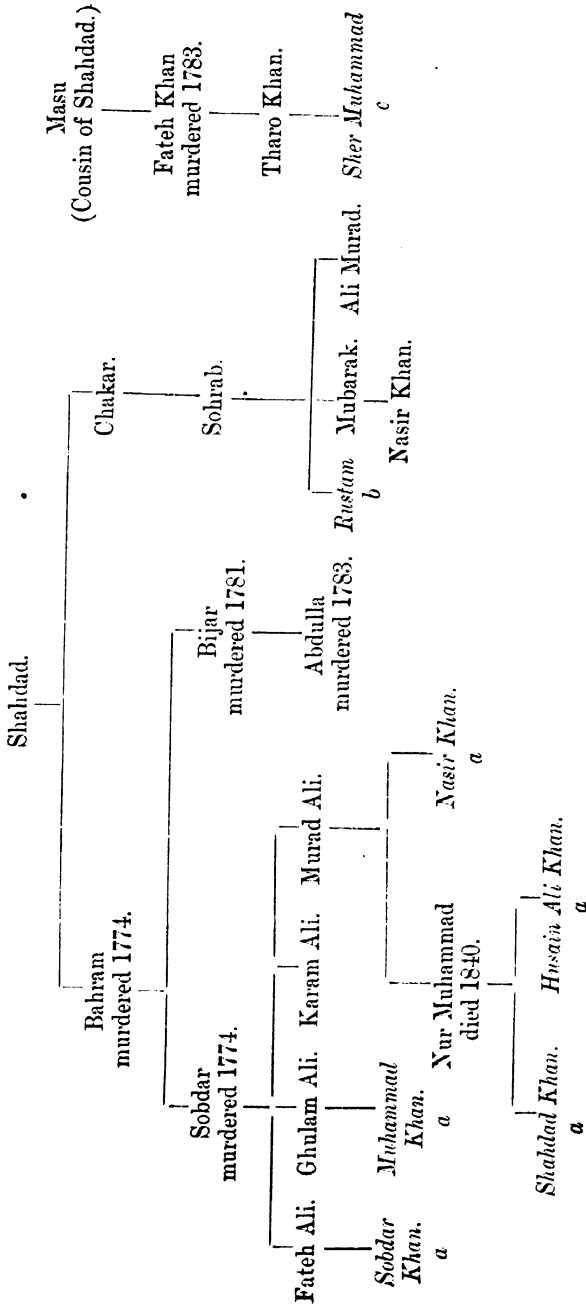 Shahdad.
Bahram
murdered 1774.
Chakar.
Masu
(Cousin of Shahdad.)
Sobdar
murdered 1774.
Bijar
murdered 1781.
Sohrab.
Fateh Khan
murdered 1783.
Fateh Ali.
Ghulam Ali.
Karam Ali.
Murad Ali.
Abdulla
murdered 1783.
Rustam
b
Mubarak.
Ali Murad.
Tharo Khan.
Sobdar
Khan.
a
Muhammad
Khan.
a
Nasir Khan.
Sher Muhammad
c
Nur Muhammad
died 1840.
Nasir Khan.
a
Shahdad Khan.
a
Husain Ali Khan.
a